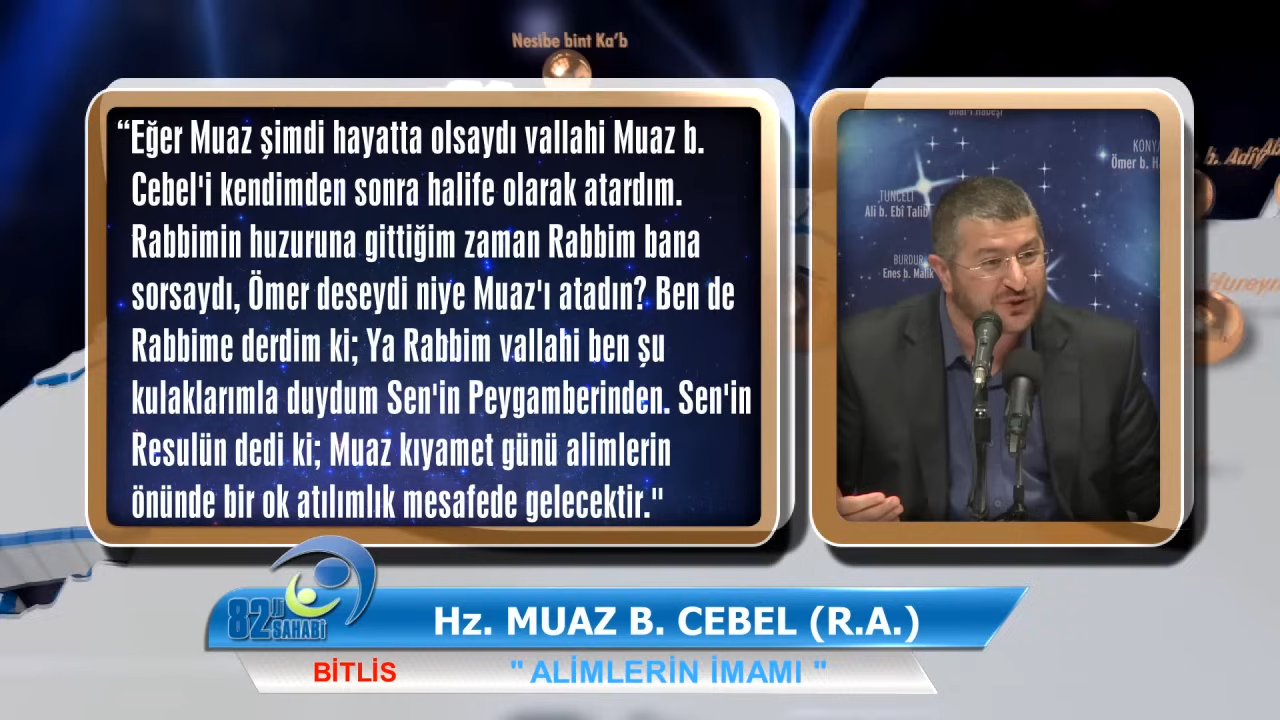 Nesibe bint Ka'b
“Eğer Muaz şimdi hayatta olsaydı vallahi Muaz b.
Cebel'i kendimden sonra halife olarak atardım.
Rabbimin huzuruna gittiğim zaman Rabbim bana
sorsaydı, Ömer deseydi niye Muaz'ı atadın? Ben de
Rabbime derdim ki; Ya Rabbim vallahi ben şu
kulaklarımla duydum Sen'in Peygamberinden. Sen'in
Resulün dedi ki; Muaz kıyamet günü alimlerin
önünde bir ok atılımlık mesafede gelecektir."
KONYA
Ömer b. H
TUNCELİ
Ali b. Ebî Talib
BURDUR
Enes b. Malik
b. Adiy
Ab
Hureyr
82 İl
SAHABİ
Hz. MUAZ B. CEBEL (R.A.)
BİTLİS
" ALİMLERİN İMAMI "